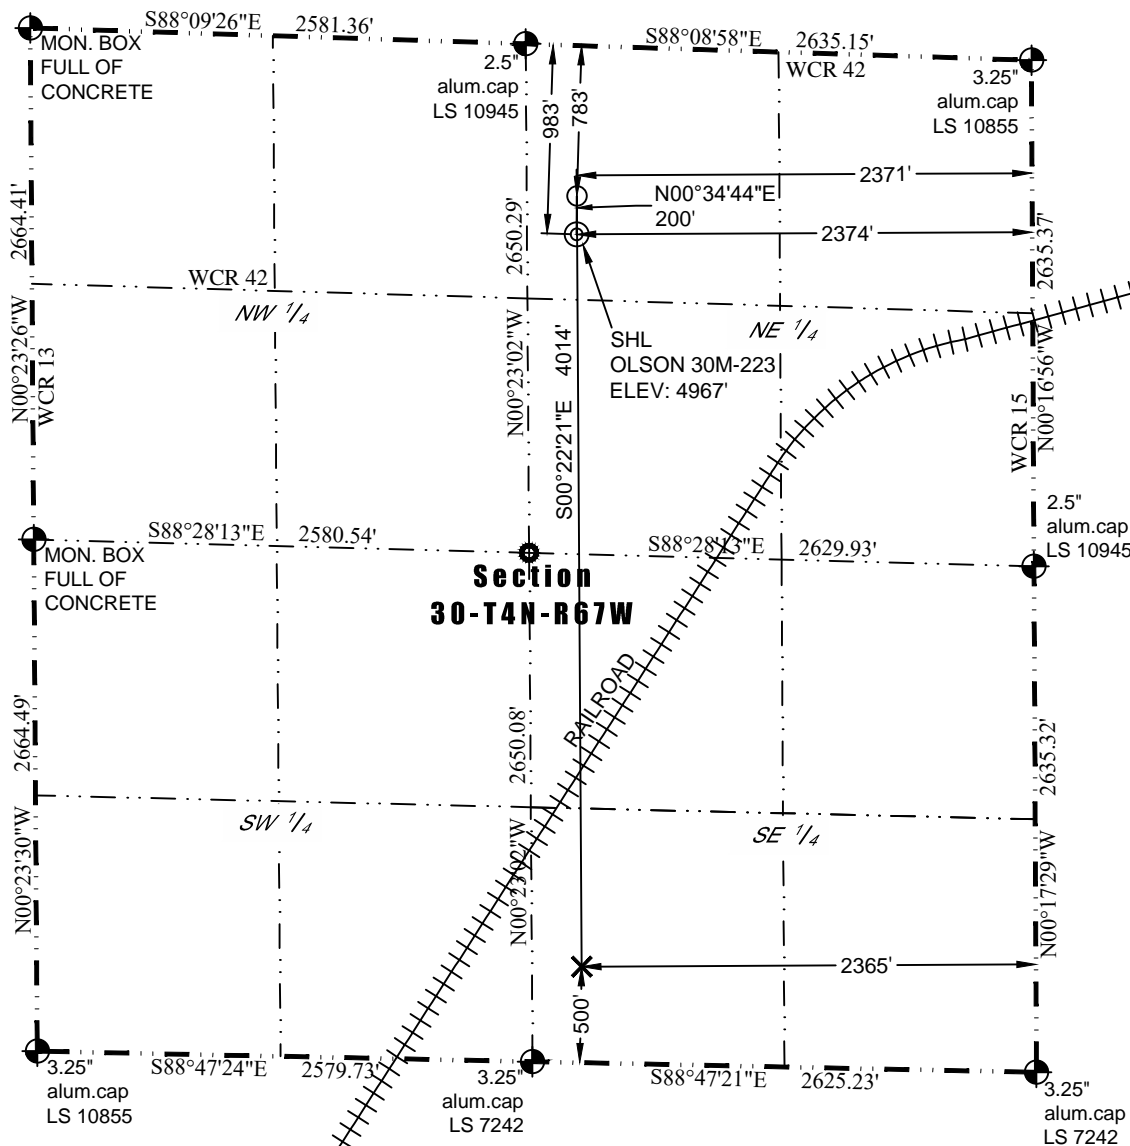 S88°09'26"E 2581.36'
S88°08'58"E 2635.15'
WCR 42
MON. BOX
FULL OF
CONCRETE
2.5"
alum.cap
LS 10945
3.25"
alum.cap
LS 10855
983'
783'
2371'
N00°34'44"E
200'
2374'
2664.41'
2650.29'
2635.37'
WCR 42
NW 1/4
NE 1/4
SHL
OLSON 30M-223
ELEV: 4967'
N00°23'26"W
WCR 13
N00°23'02"W
S00°22'21"E 4014'
WCR 15
N00°16'56"W
2.5"
alum.cap
LS 10945
S88°28'13"E 2580.54'
S88°28'13"E 2629.93'
MON. BOX
FULL OF
CONCRETE
Section
30-T4N-R67W
RAILROAD
2664.49'
2650.08'
2635.32'
SW 1/4
SE 1/4
N00°23'30"W
N00°23'02"W
N00°17'29"W
2365'
500'
3.25"
alum.cap
LS 10855
S88°47'24"E 2579.73'
3.25"
alum.cap
LS 7242
S88°47'21"E 2625.23'
3.25"
alum.cap
LS 7242